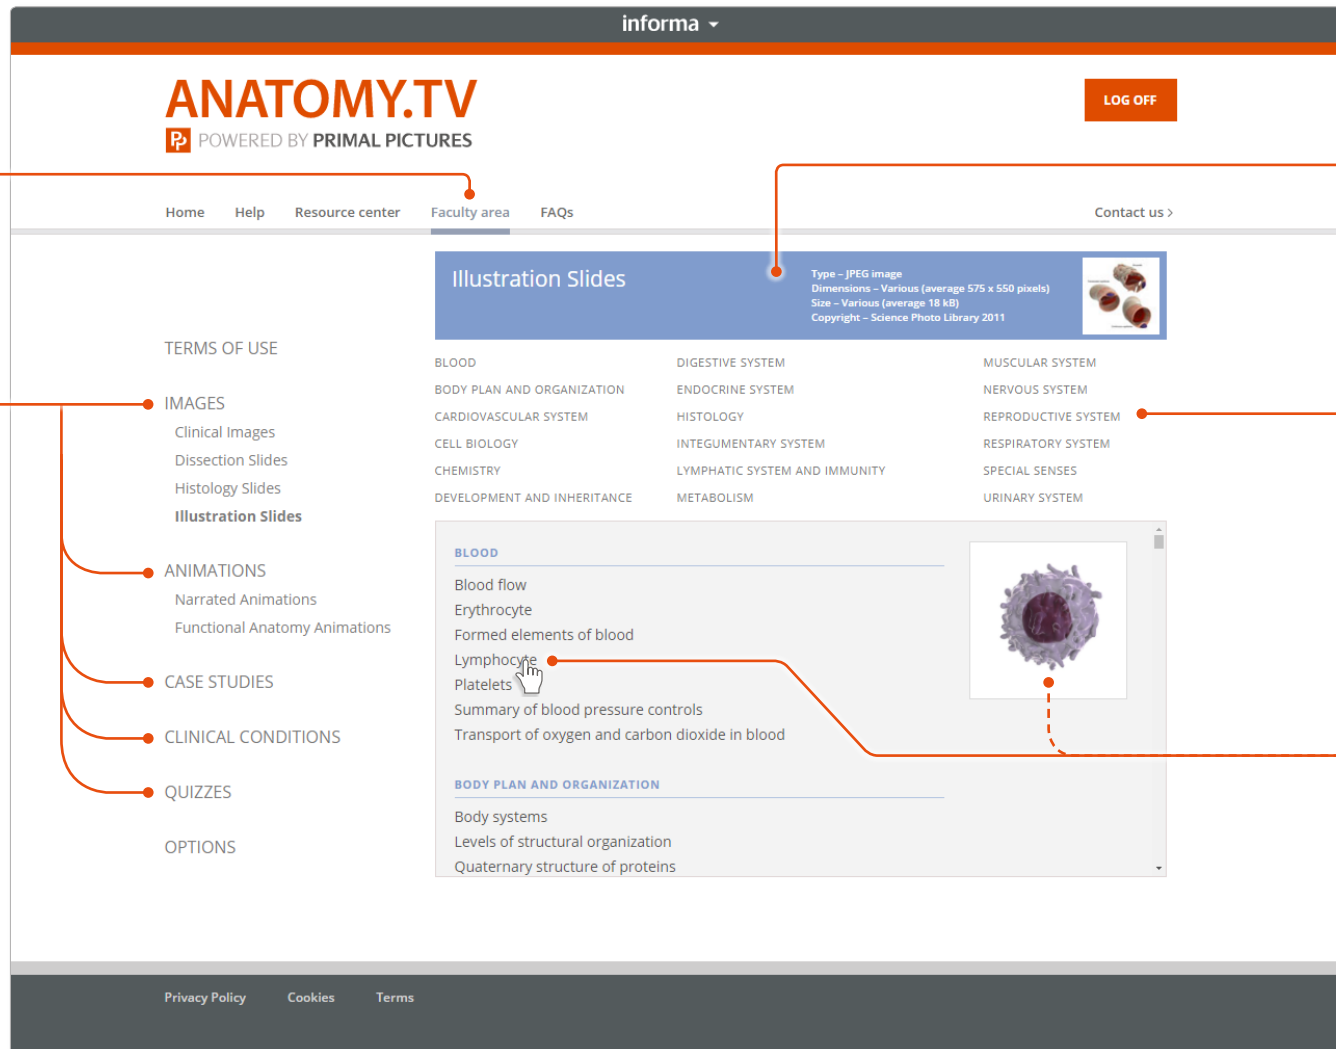 informa
ANATOMY.TV
POWERED BY PRIMAL PICTURES
LOG OFF
Home Help Resource center Faculty area FAQs Contact us >
Illustration Slides
Type – JPEG image
Dimensions – Various (average 575 x 550 pixels)
Size – Various (average 18 kB)
Copyright – Science Photo Library 2011
TERMS OF USE
IMAGES
Clinical Images
Dissection Slides
Histology Slides
Illustration Slides
ANIMATIONS
Narrated Animations
Functional Anatomy Animations
CASE STUDIES
CLINICAL CONDITIONS
QUIZZES
OPTIONS
BLOOD
BODY PLAN AND ORGANIZATION
CARDIOVASCULAR SYSTEM
CELL BIOLOGY
CHEMISTRY
DEVELOPMENT AND INHERITANCE
DIGESTIVE SYSTEM
ENDOCRINE SYSTEM
HISTOLOGY
INTEGUMENTARY SYSTEM
LYMPHATIC SYSTEM AND IMMUNITY
METABOLISM
MUSCULAR SYSTEM
NERVOUS SYSTEM
REPRODUCTIVE SYSTEM
RESPIRATORY SYSTEM
SPECIAL SENSES
URINARY SYSTEM
BLOOD
Blood flow
Erythrocyte
Formed elements of blood
Lymphocyte
Platelets
Summary of blood pressure controls
Transport of oxygen and carbon dioxide in blood
BODY PLAN AND ORGANIZATION
Body systems
Levels of structural organization
Quaternary structure of proteins
Privacy Policy Cookies Terms